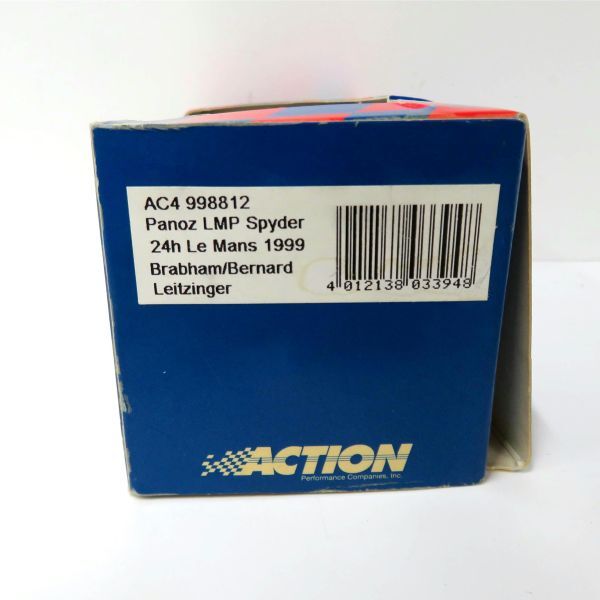 AC4 998812
Panoz LMP Spyder
24h Le Mans 1999
Brabham/Bernard
Leitzinger
4 012138 033948
ACTION
Performance Companies, Inc.